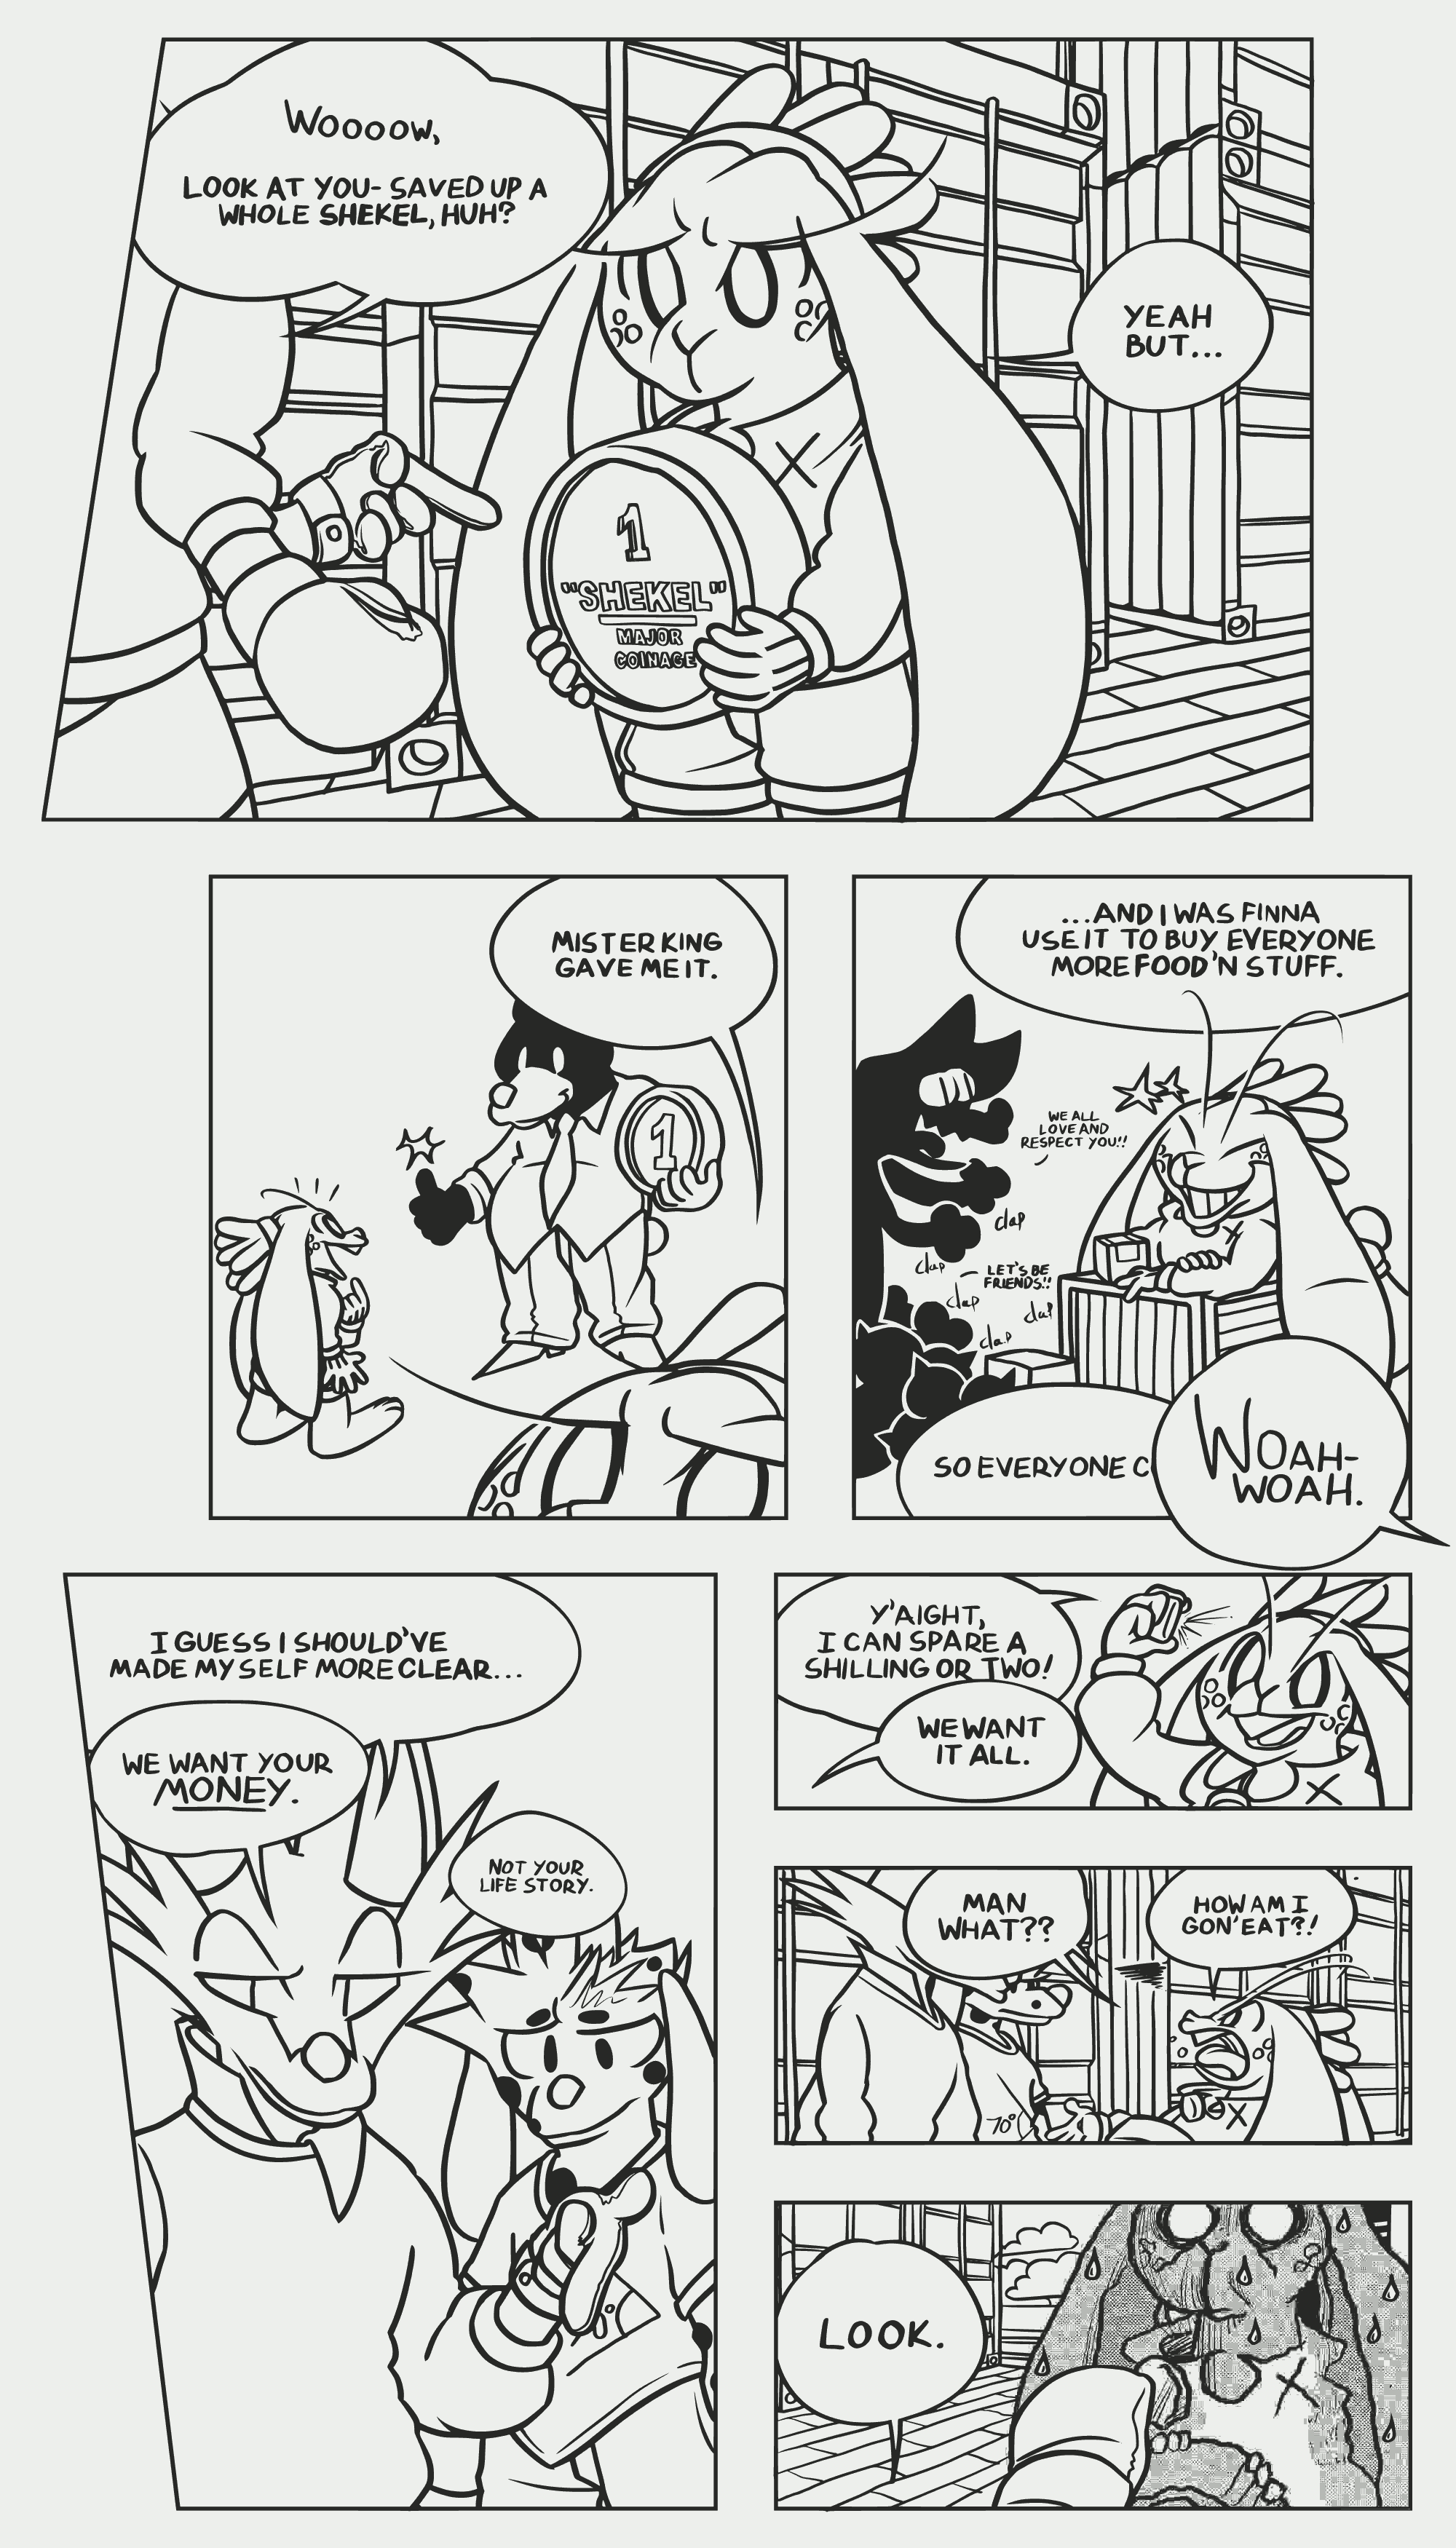 WOOOOW,
LOOK AT YOU- SAVED UP A
WHOLE SHEKEL, HUH?
YEAH
BUT...
1
"SHEKEL"
MAJOR
COINAGE
MISTER KING
GAVE ME IT.
1
...AND I WAS FINNA
USE IT TO BUY EVERYONE
MORE FOOD'N STUFF.
WE ALL
LOVE AND
RESPECT YOU!!
clap
clap
LET'S BE
FRIENDS!!
clap
clap
clap
SO EVERYONE C
WOAH-
WOAH.
I GUESS I SHOULD'VE
MADE MYSELF MORE CLEAR...
WE WANT YOUR
MONEY.
NOT YOUR
LIFE STORY.
Y'AIGHT,
I CAN SPARE A
SHILLING OR TWO!
WE WANT
IT ALL.
MAN
WHAT??
HOW AM I
GON' EAT?!
70°
LOOK.